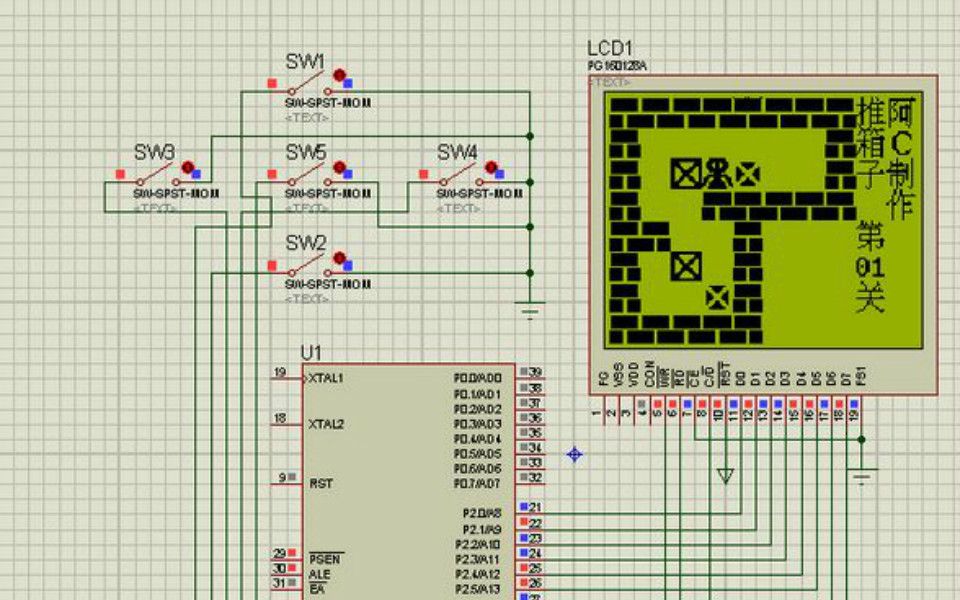 SW1
SW-SPST-MOM
<TEXT>
SW3
SW-SPST-MOM
<TEXT>
SW5
SW-SPST-MOM
<TEXT>
SW4
SW-SPST-MOM
<TEXT>
SW2
SW-SPST-MOM
<TEXT>
LCD1
PG160128A
<TEXT>
阿C制作
推箱子 第01关
FG VSS VDD CON WR RD CE C/D RST D0 D1 D2 D3 D4 D5 D6 D7 FS1
1 2 3 4 5 6 7 8 10 11 12 13 14 15 16 17 18 19
U1
19 XTAL1 P0.0/AD0 39
P0.1/AD1 38
P0.2/AD2 37
18 XTAL2 P0.3/AD3 36
P0.4/AD4 35
P0.5/AD5 34
P0.6/AD6 33
9 RST P0.7/AD7 32
P2.0/A8 21
P2.1/A9 22
P2.2/A10 23
29 PSEN P2.3/A11 24
30 ALE P2.4/A12 25
31 EA P2.5/A13 26
27